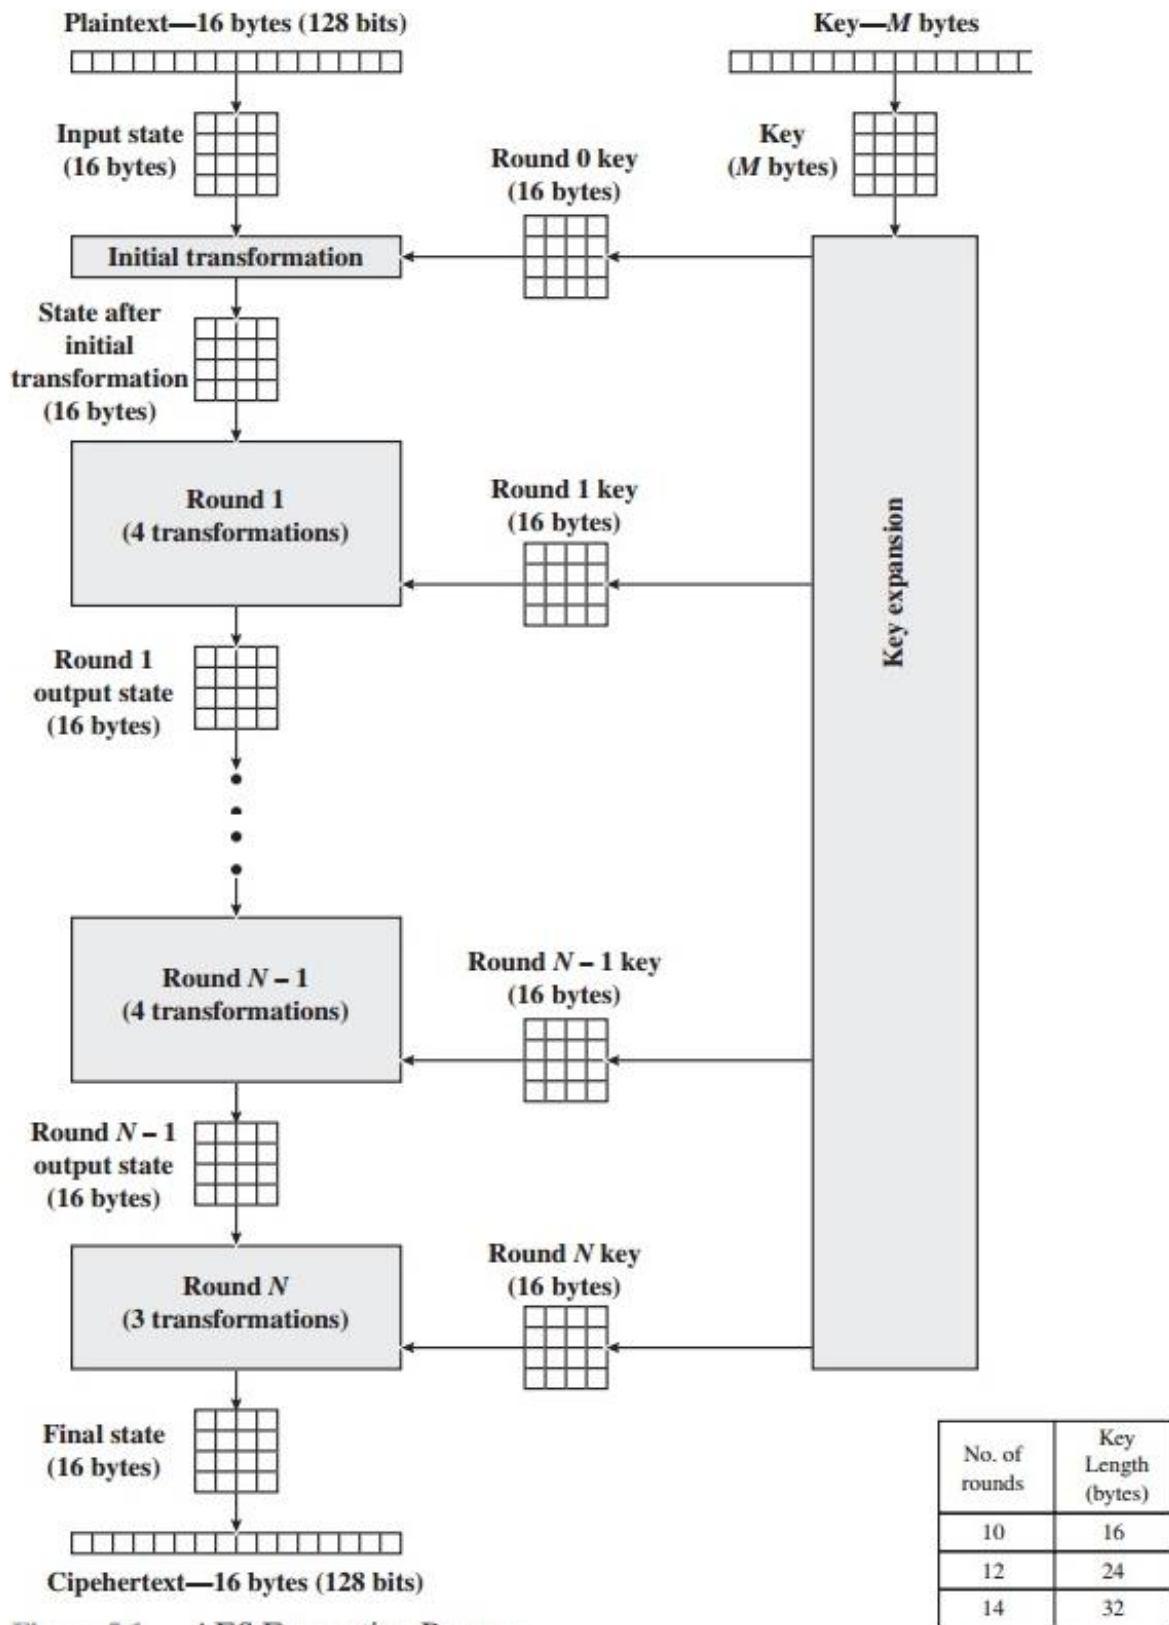 Plaintext—16 bytes (128 bits)
Key—M bytes
Input state
(16 bytes)
Key
(M bytes)
Round 0 key
(16 bytes)
Initial transformation
State after
initial
transformation
(16 bytes)
Round 1
(4 transformations)
Round 1 key
(16 bytes)
Key expansion
Round 1
output state
(16 bytes)
Round N – 1
(4 transformations)
Round N – 1 key
(16 bytes)
Round N – 1
output state
(16 bytes)
Round N
(3 transformations)
Round N key
(16 bytes)
Final state
(16 bytes)
Cipehertext—16 bytes (128 bits)
No. of
rounds
Key
Length
(bytes)
10 16
12 24
14 32